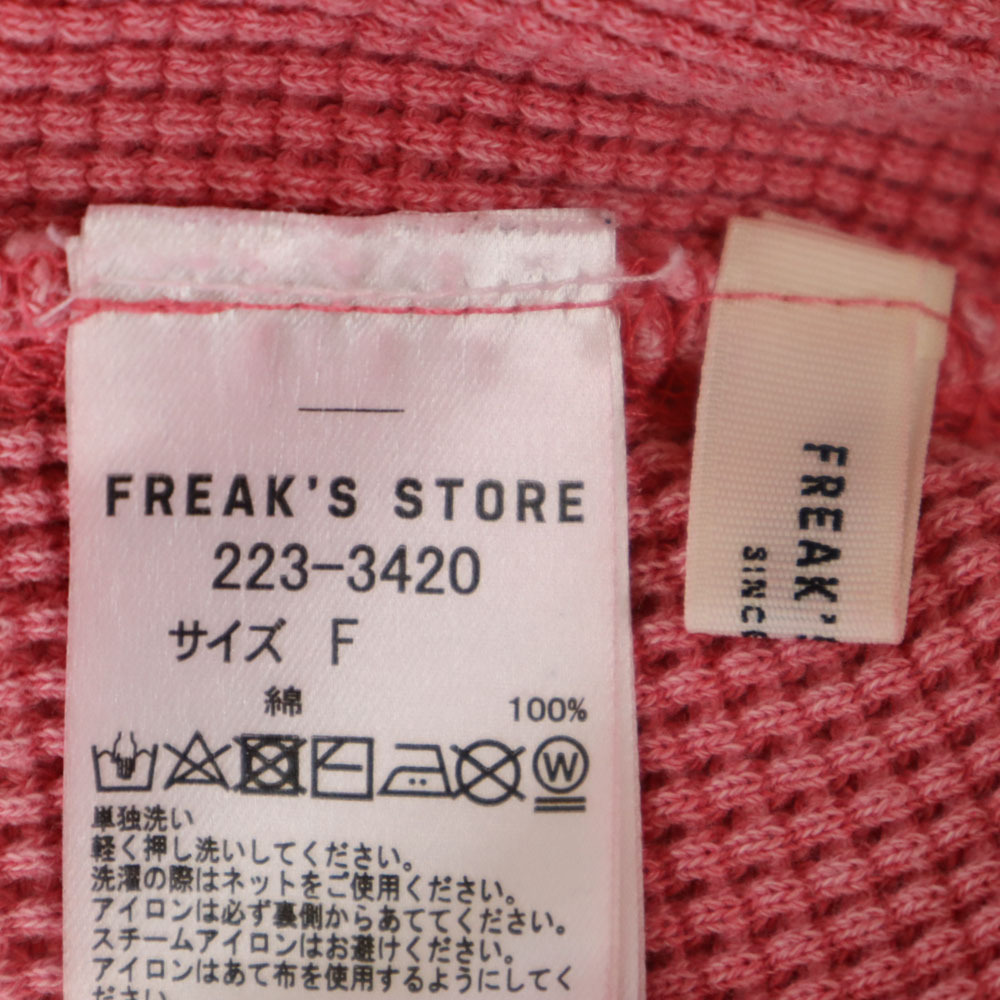 FREAK'S STORE
223-3420
サイズ F
綿 100%
W
単独洗い
軽く押し洗いしてください。
洗濯の際はネットをご使用ください。
アイロンは必ず裏側からあててください。
スチームアイロンはお避けください。
アイロンはあて布を使用するようにしてく
ださい。
FREAK'S
SINCE